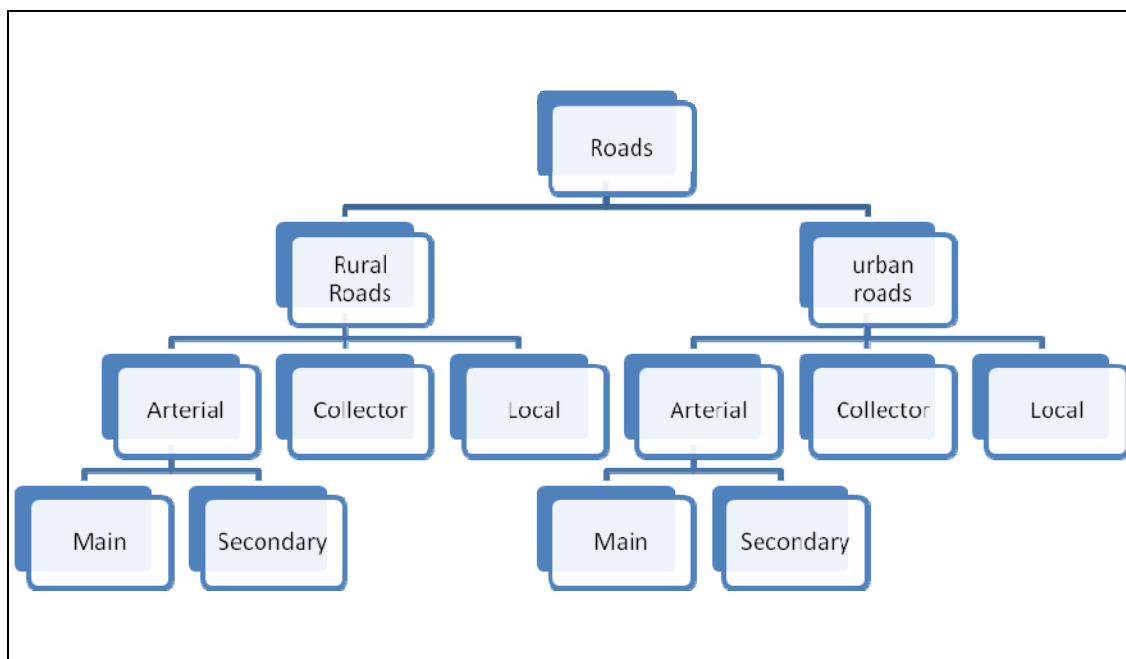 Roads
Rural
Roads
urban
roads
Arterial
Collector
Local
Arterial
Collector
Local
Main
Secondary
Main
Secondary